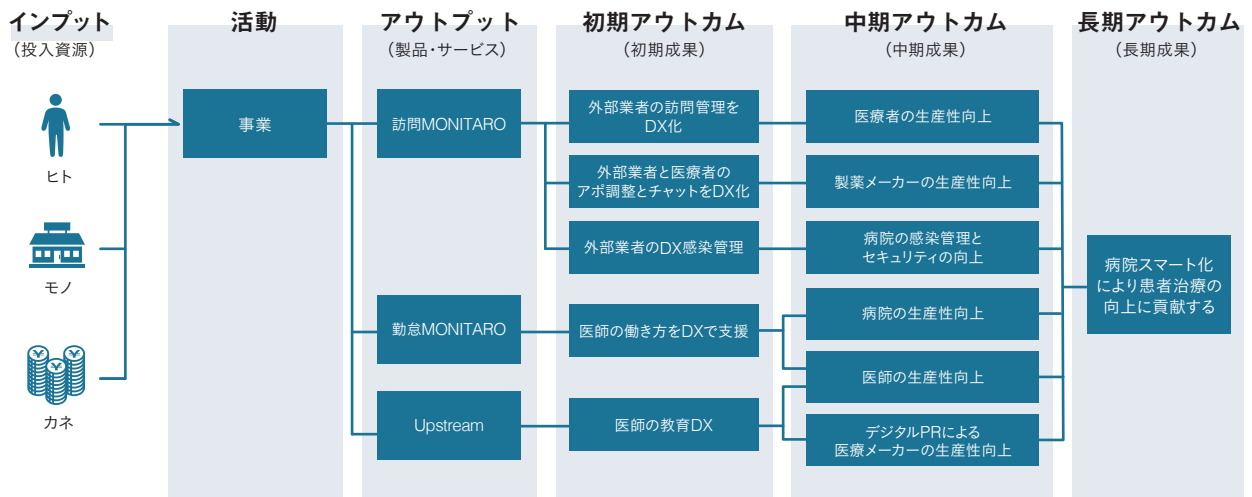 インプット
(投入資源)
活動
アウトプット
(製品・サービス)
初期アウトカム
(初期成果)
中期アウトカム
(中期成果)
長期アウトカム
(長期成果)
ヒト
モノ
カネ
事業
訪問MONITARO
勤怠MONITARO
Upstream
外部業者の訪問管理を
DX化
外部業者と医療者の
アポ調整とチャットをDX化
外部業者のDX感染管理
医師の働き方をDXで支援
医師の教育DX
医療者の生産性向上
製薬メーカーの生産性向上
病院の感染管理と
セキュリティの向上
病院の生産性向上
医師の生産性向上
デジタルPRによる
医療メーカーの生産性向上
病院スマート化
により患者治療の
向上に貢献する